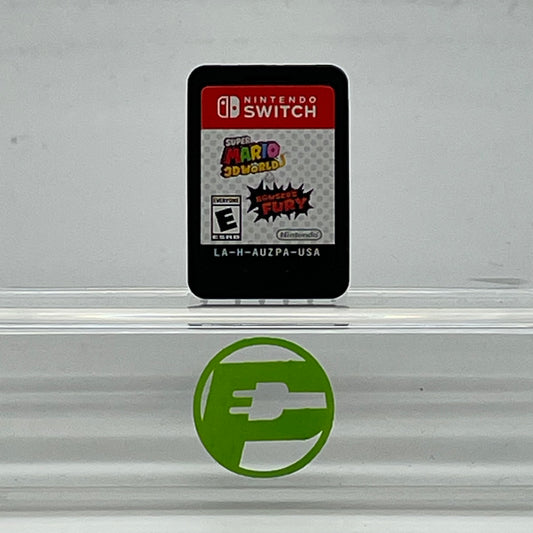 NINTENDO
SWITCH
SUPER
MARIO
3D WORLD
BOWSER'S
FURY
EVERYONE
E
ESRB
Nintendo
LA-H-AUZPA-USA